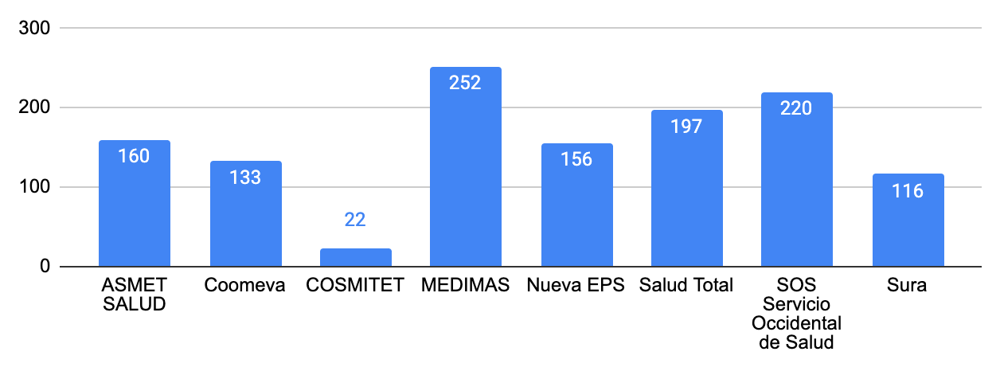 300
200
100
0
160
133
22
252
156
197
220
116
ASMET
SALUD
Coomeva
COSMITET
MEDIMAS
Nueva EPS
Salud Total
SOS
Servicio
Occidental
de Salud
Sura